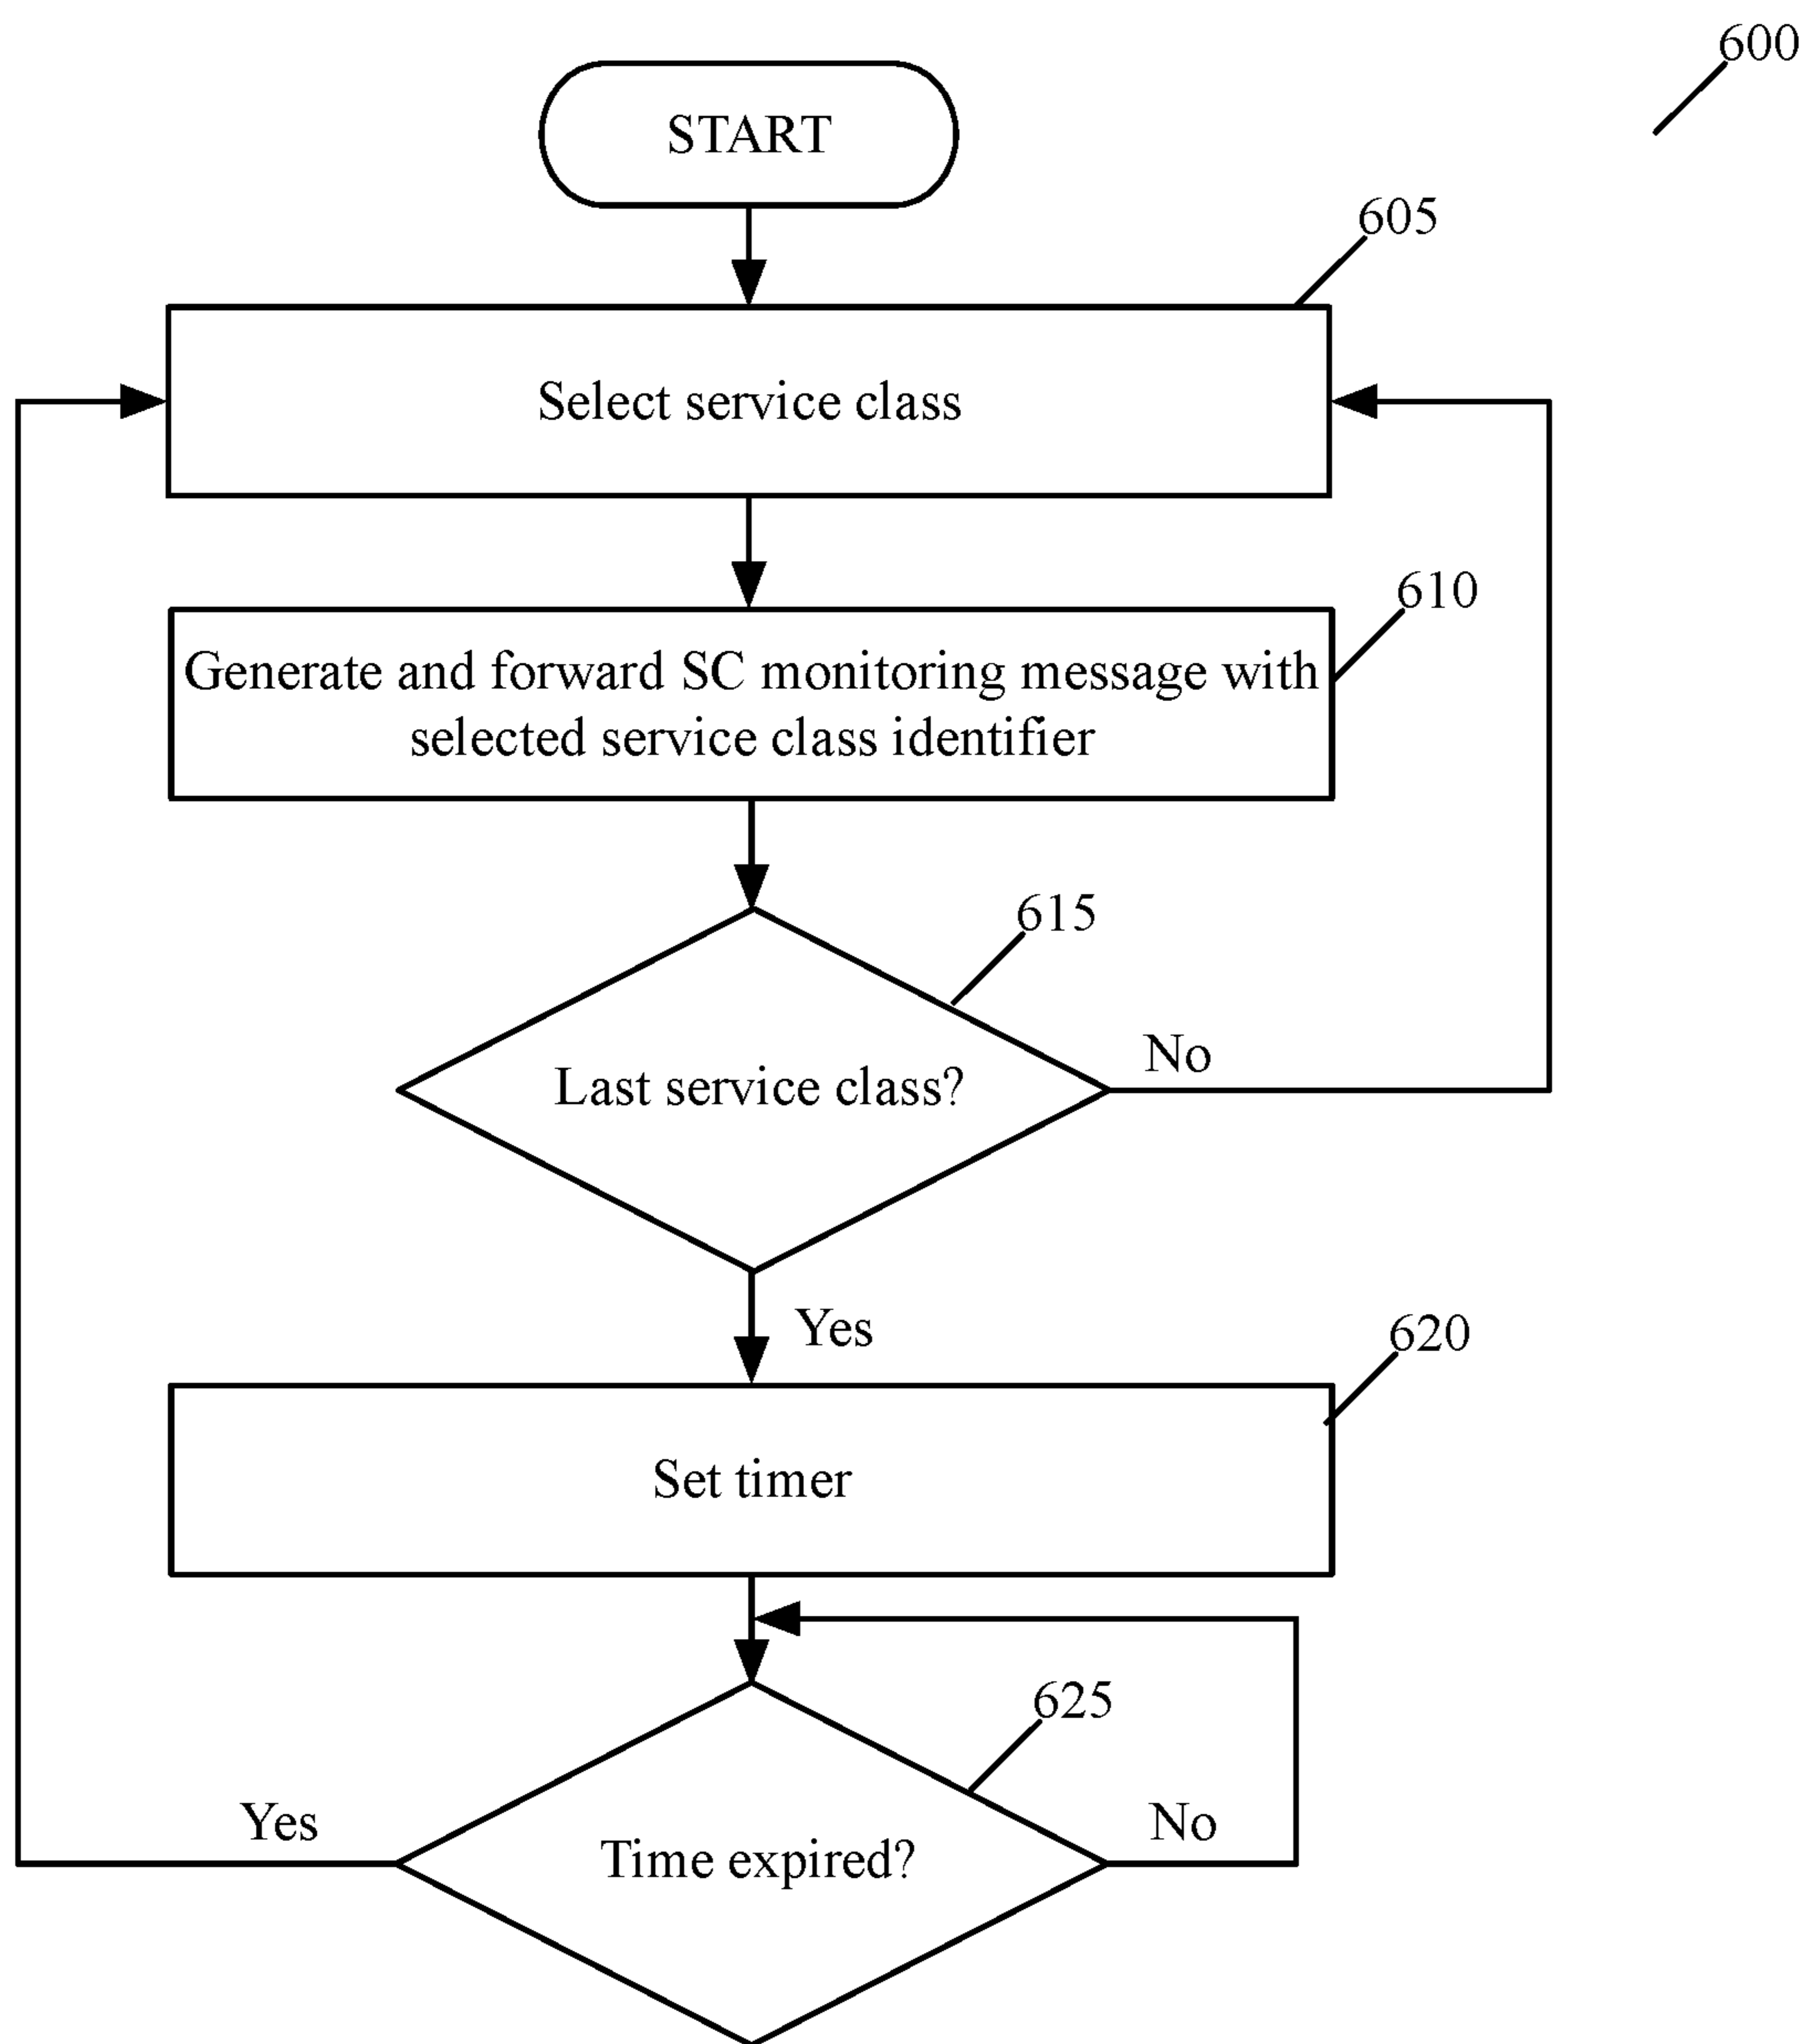 600
START
605
Select service class
610
Generate and forward SC monitoring message with
selected service class identifier
615
Last service class?
No
Yes
620
Set timer
625
Time expired?
Yes
No